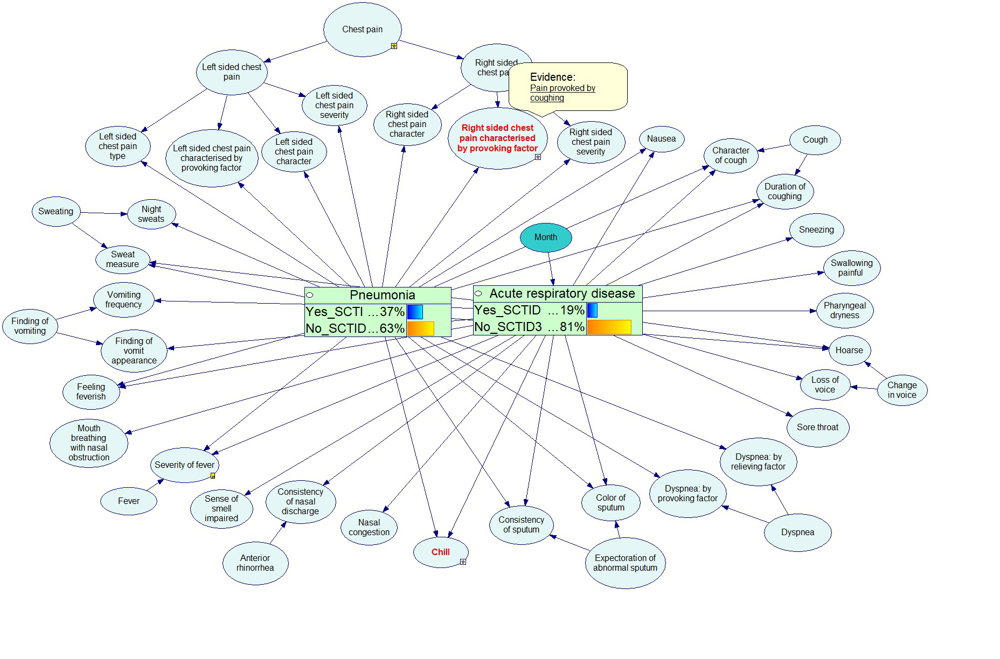 Chest pain
Left sided chest
pain
Right sided
chest pa
Evidence:
Pain provoked by
coughing
Left sided
chest pain
severity
Right sided
chest pain
character
Right sided chest
pain characterised
by provoking factor
Right sided
chest pain
severity
Nausea
Character
of cough
Cough
Left sided
chest pain
type
Left sided chest pain
characterised by
provoking factor
Left sided
chest pain
character
Duration of
coughing
Sweating
Night
sweats
Month
Sneezing
Sweat
measure
Swallowing
painful
Vomiting
frequency
Pneumonia
Yes_SCTI ...37%
No_SCTID...63%
Acute respiratory disease
Yes_SCTID ...19%
No_SCTID3 ...81%
Pharyngeal
dryness
Finding of
vomiting
Finding of
vomit
appearance
Hoarse
Feeling
feverish
Loss of
voice
Change
in voice
Mouth
breathing
with nasal
obstruction
Sore throat
Severity of fever
Dyspnea: by
relieving factor
Fever
Sense of
smell
impaired
Consistency
of nasal
discharge
Nasal
congestion
Consistency
of sputum
Color of
sputum
Dyspnea: by
provoking factor
Dyspnea
Anterior
rhinorrhea
Chill
Expectoration of
abnormal sputum